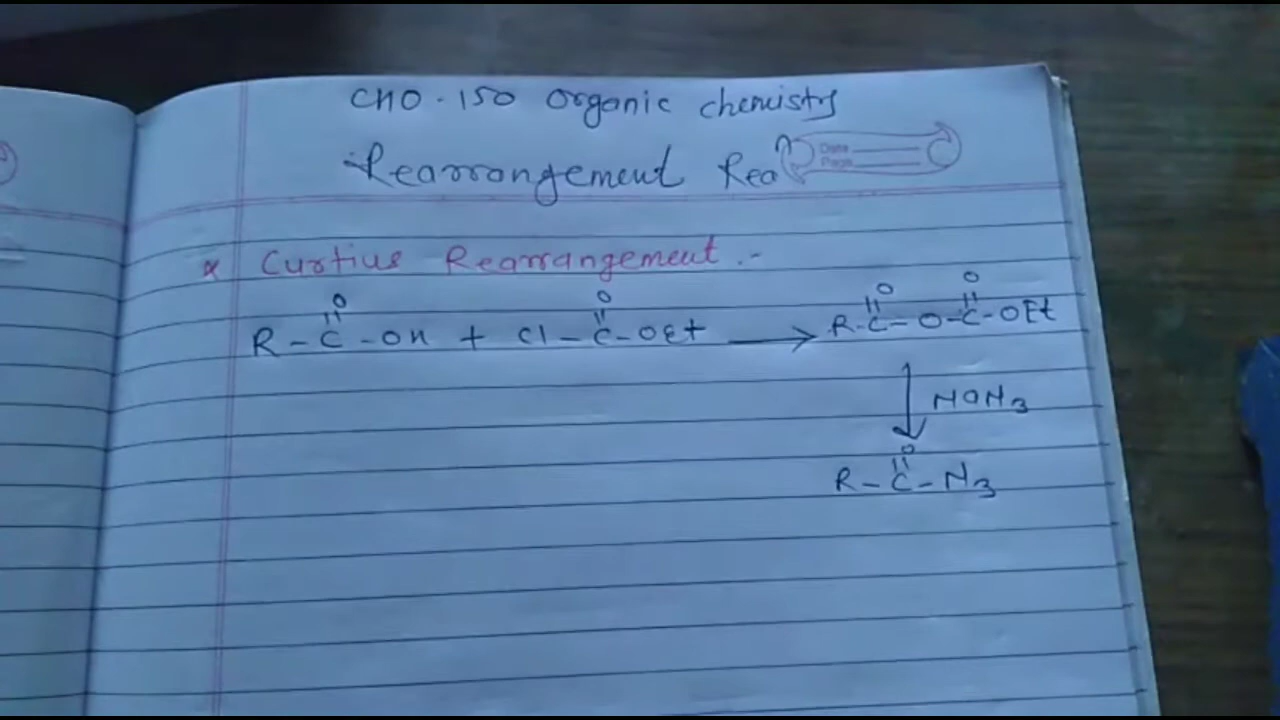 CHO-150 Organic chemistry
Rearrangement Rea
Date
Page
* Curtius Rearrangement :-
O O O O
R-C-OH + Cl-C-OEt → R-C-O-C-OEt
↓ NaN3
O
R-C-N3